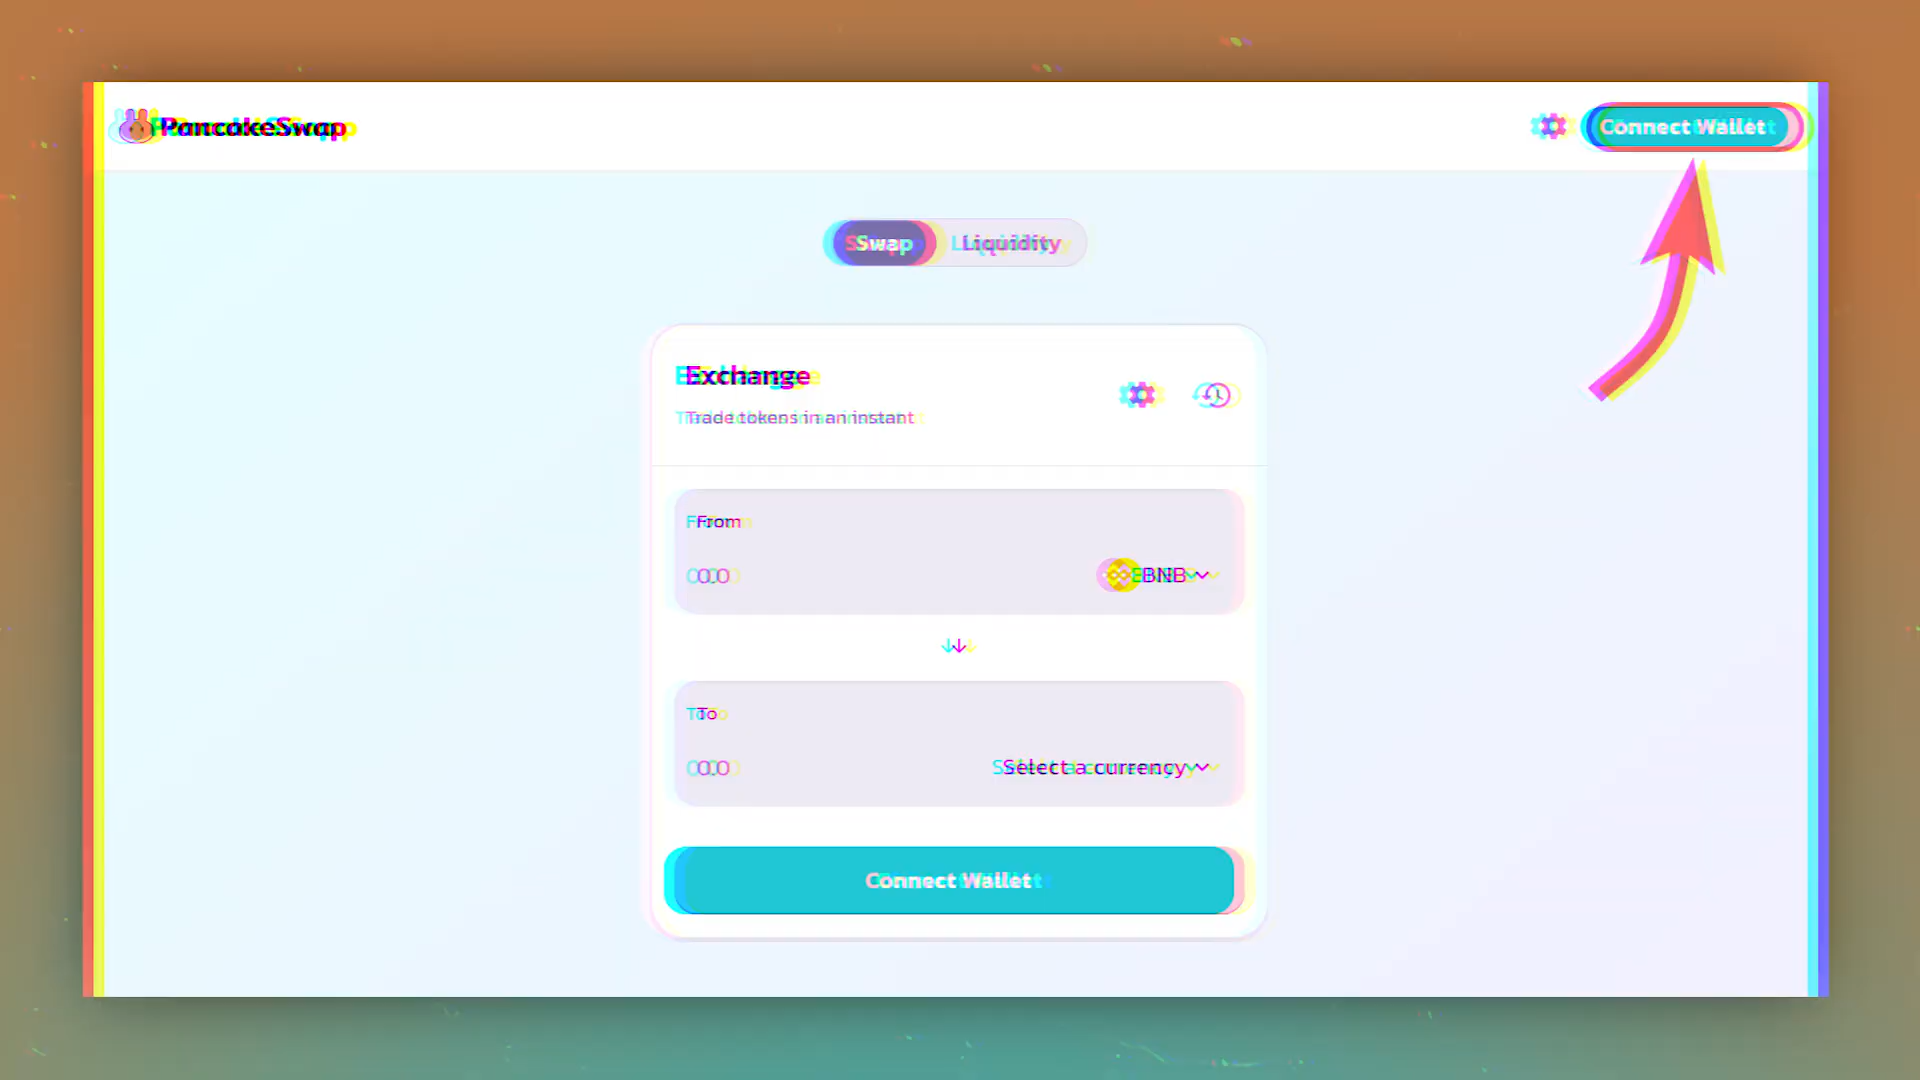 PancakeSwap
Connect Wallet
Swap
Liquidity
Exchange
Trade tokens in an instant
From
0.0
BNB
To
0.0
Select a currency
Connect Wallet